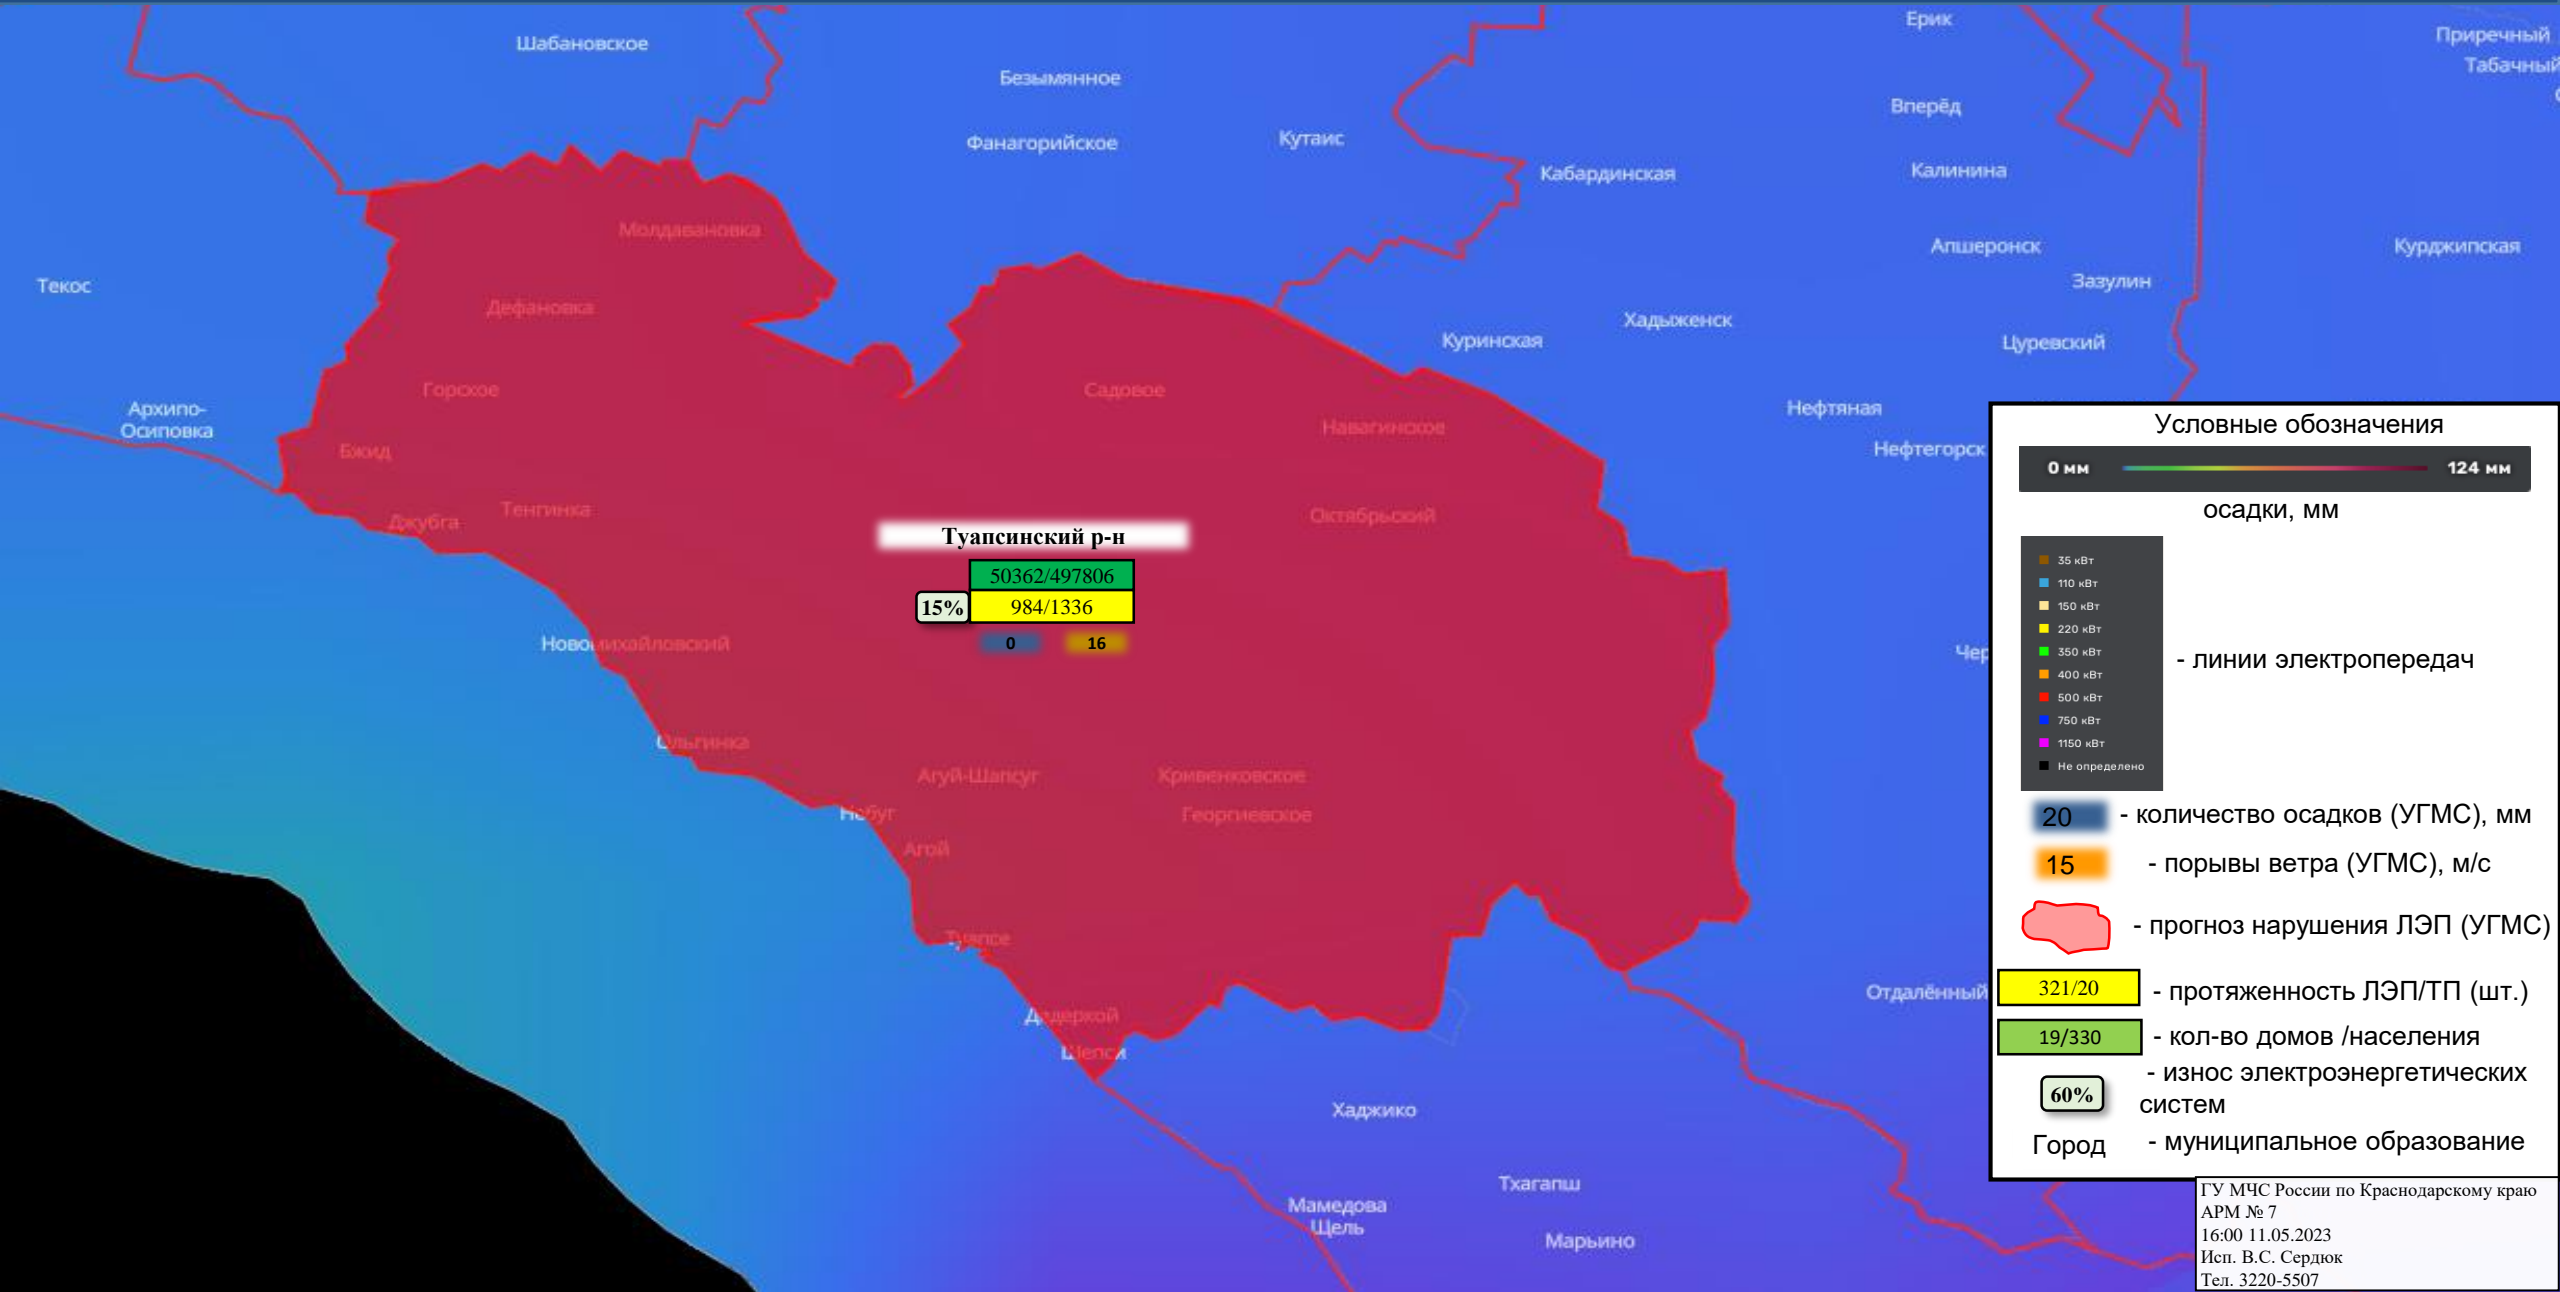 Шабановское
Безымянное
Фанагорийское
Кутаис
Кабардинская
Ерик
Вперёд
Калинина
Апшеронск
Зазулин
Цуревский
Приречный
Табачный
Курджипская
Хадыженск
Куринская
Нефтяная
Нефтегорск
Текос
Архипо-
Осиповка
Молдавановка
Дефановка
Горское
Бжид
Джубга
Тенгинка
Садовое
Навагинское
Октябрьский
Туапсинский р-н
50362/497806
15%
984/1336
0
16
Новомихайловский
Ольгинка
Агуй-Шапсуг
Кривенковское
Георгиевское
Небуг
Агой
Туапсе
Дедеркой
Шепси
Чер
Отдалённый
Хаджико
Тхагапш
Мамедова
Щель
Марьино
Условные обозначения
0 мм
124 мм
осадки, мм
35 кВт
110 кВт
150 кВт
220 кВт
350 кВт
400 кВт
500 кВт
750 кВт
1150 кВт
Не определено
- линии электропередач
20 - количество осадков (УГМС), мм
15 - порывы ветра (УГМС), м/с
- прогноз нарушения ЛЭП (УГМС)
321/20 - протяженность ЛЭП/ТП (шт.)
19/330 - кол-во домов /населения
60% - износ электроэнергетических
систем
Город - муниципальное образование
ГУ МЧС России по Краснодарскому краю
АРМ № 7
16:00 11.05.2023
Исп. В.С. Сердюк
Тел. 3220-5507